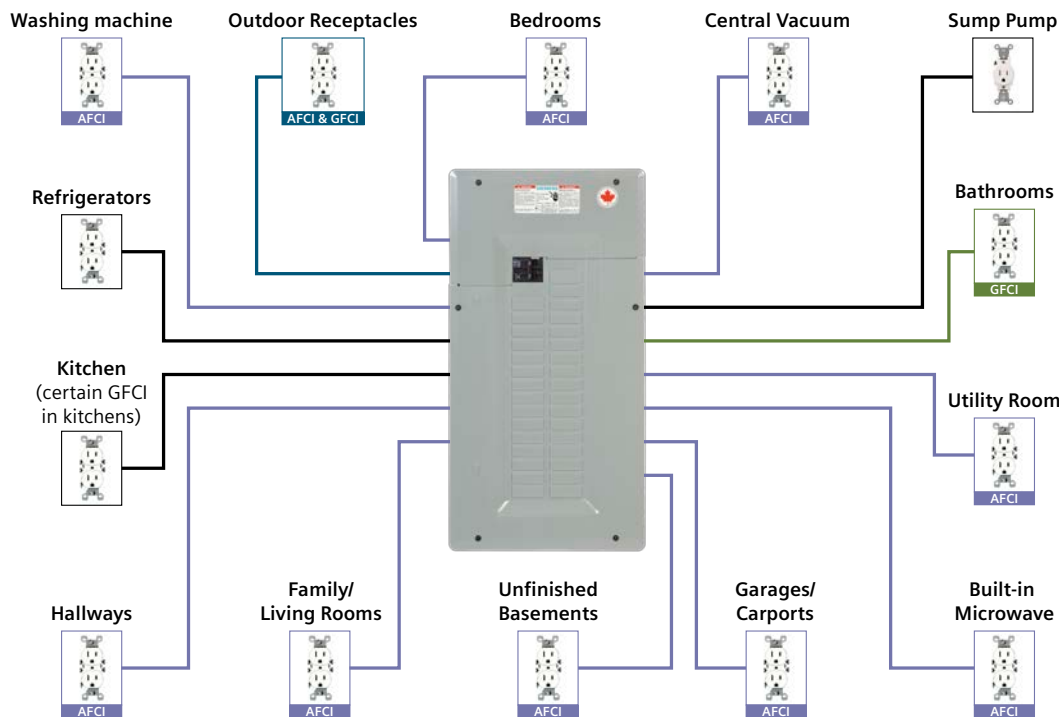 Washing machine
AFCI
Outdoor Receptacles
AFCI & GFCI
Bedrooms
AFCI
Central Vacuum
AFCI
Sump Pump
Refrigerators
Bathrooms
GFCI
Kitchen
(certain GFCI
in kitchens)
Utility Room
AFCI
Hallways
AFCI
Family/
Living Rooms
AFCI
Unfinished
Basements
AFCI
Garages/
Carports
AFCI
Built-in
Microwave
AFCI